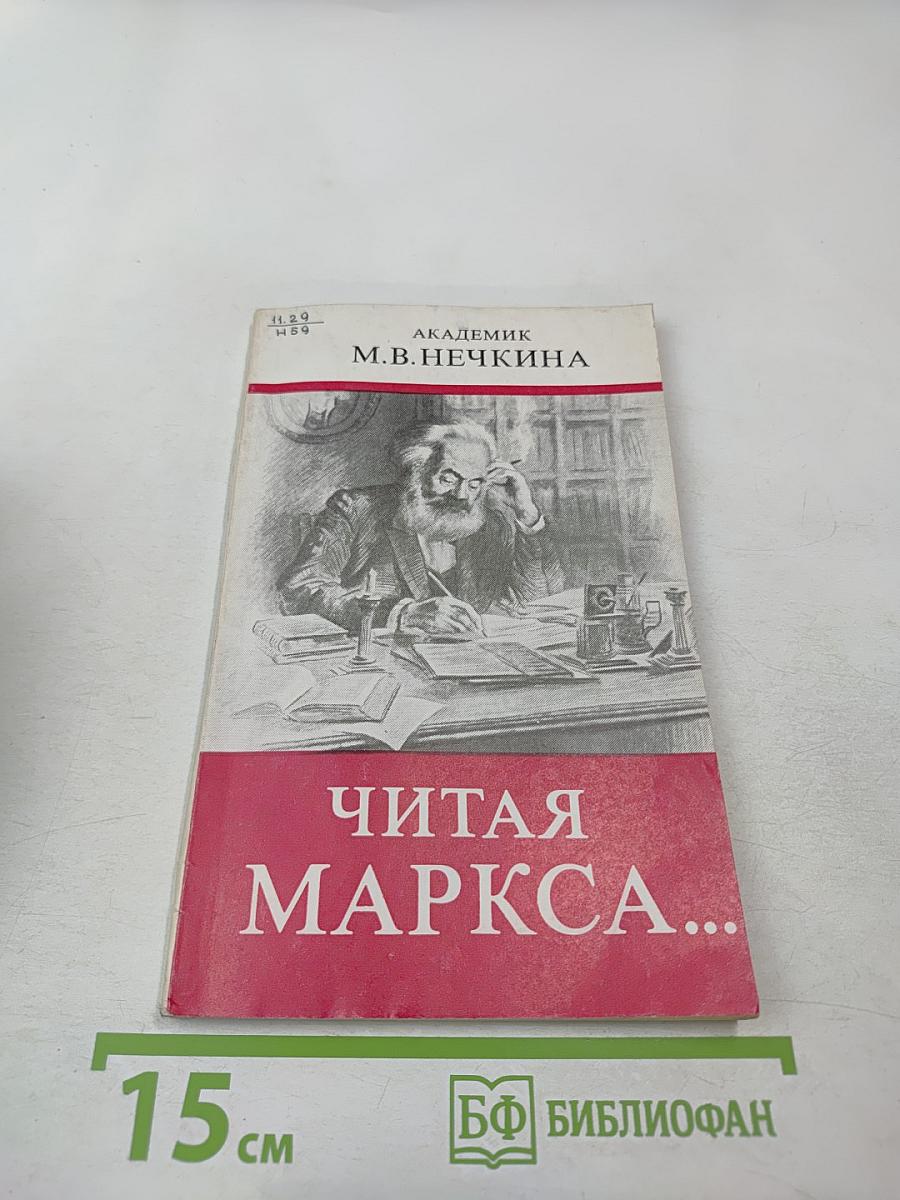 11.29
Н59
АКАДЕМИК
М.В.НЕЧКИНА
ЧИТАЯ
МАРКСА...
15 см
БФ БИБЛИОФАН